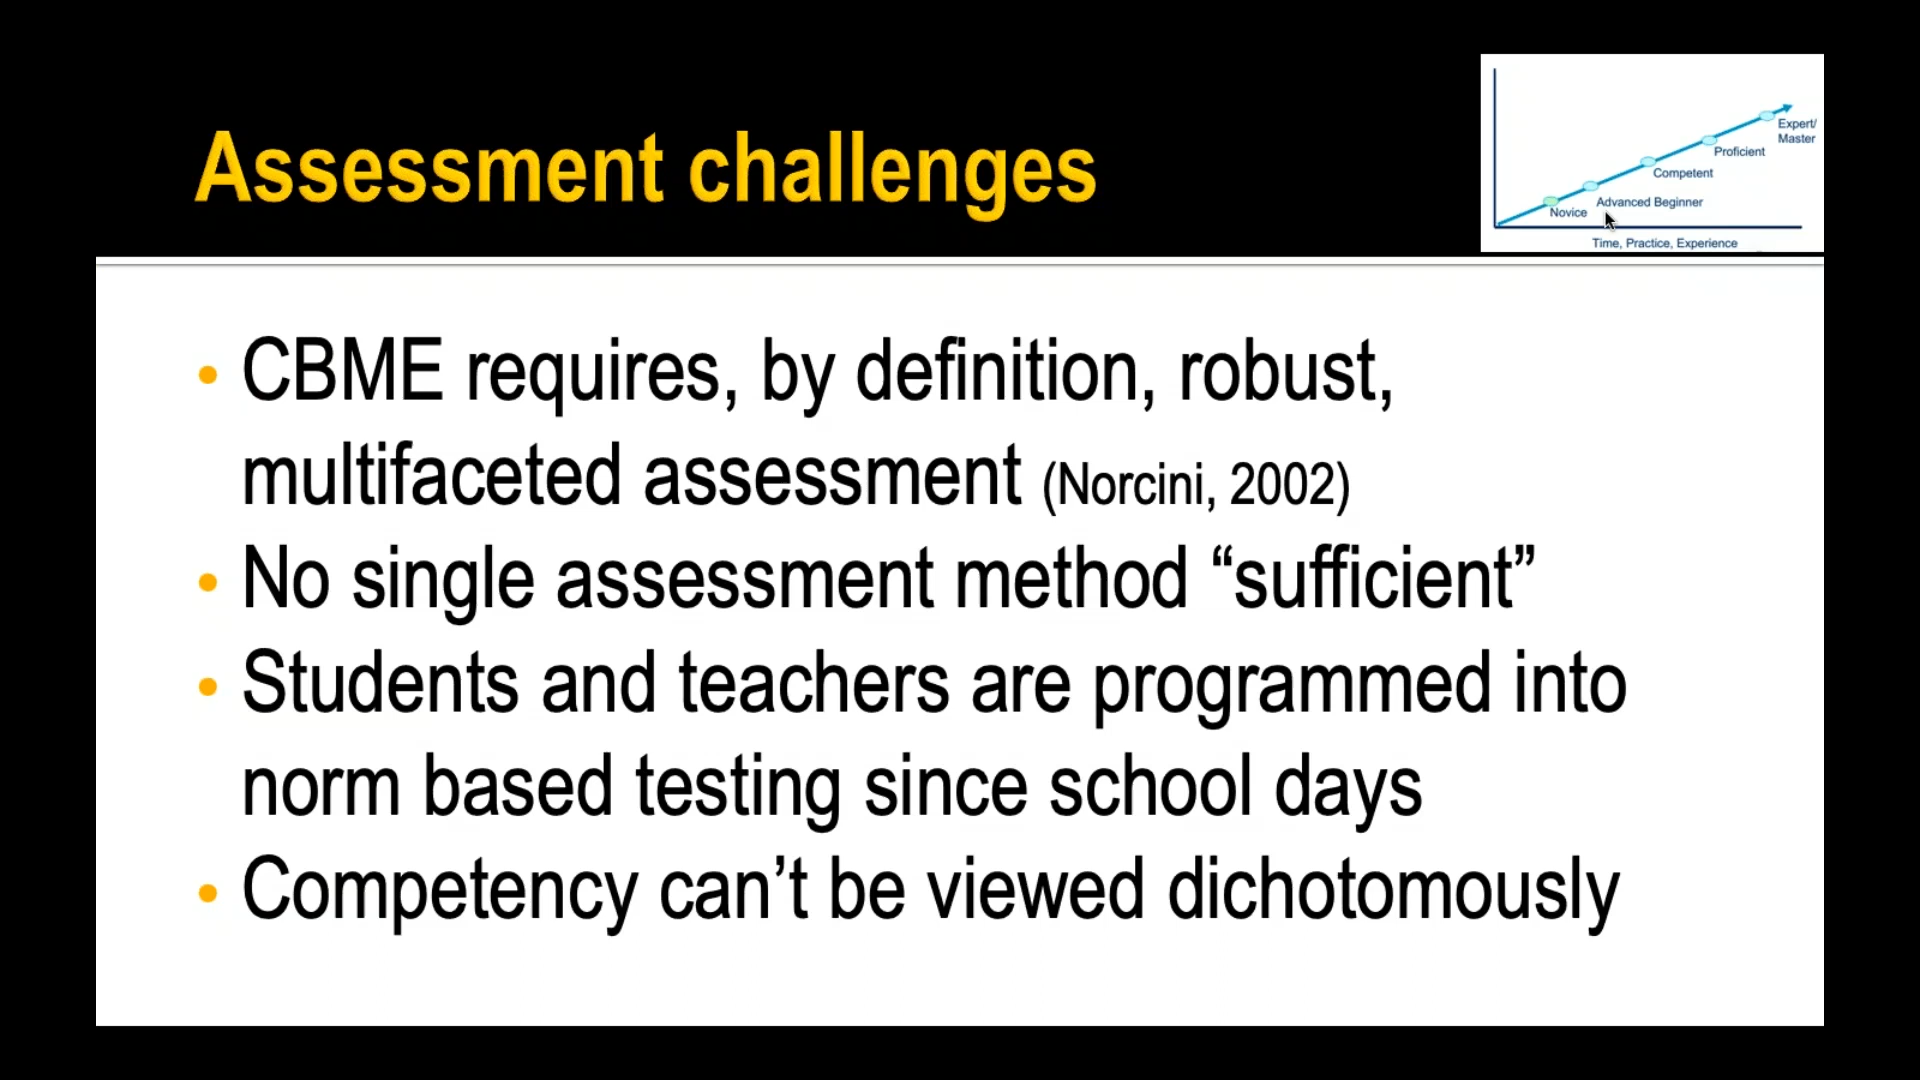 Assessment challenges
Expert/
Master
Proficient
Competent
Advanced Beginner
Novice
Time, Practice, Experience
• CBME requires, by definition, robust,
multifaceted assessment (Norcini, 2002)
• No single assessment method “sufficient”
• Students and teachers are programmed into
norm based testing since school days
• Competency can’t be viewed dichotomously